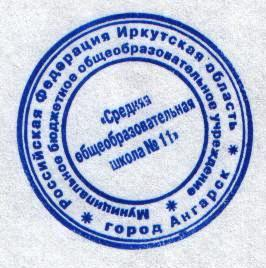 Российская Федерация Иркутская область
город Ангарск
Муниципальное бюджетное общеобразовательное учреждение
«Средняя
общеобразовательная
школа № 11»